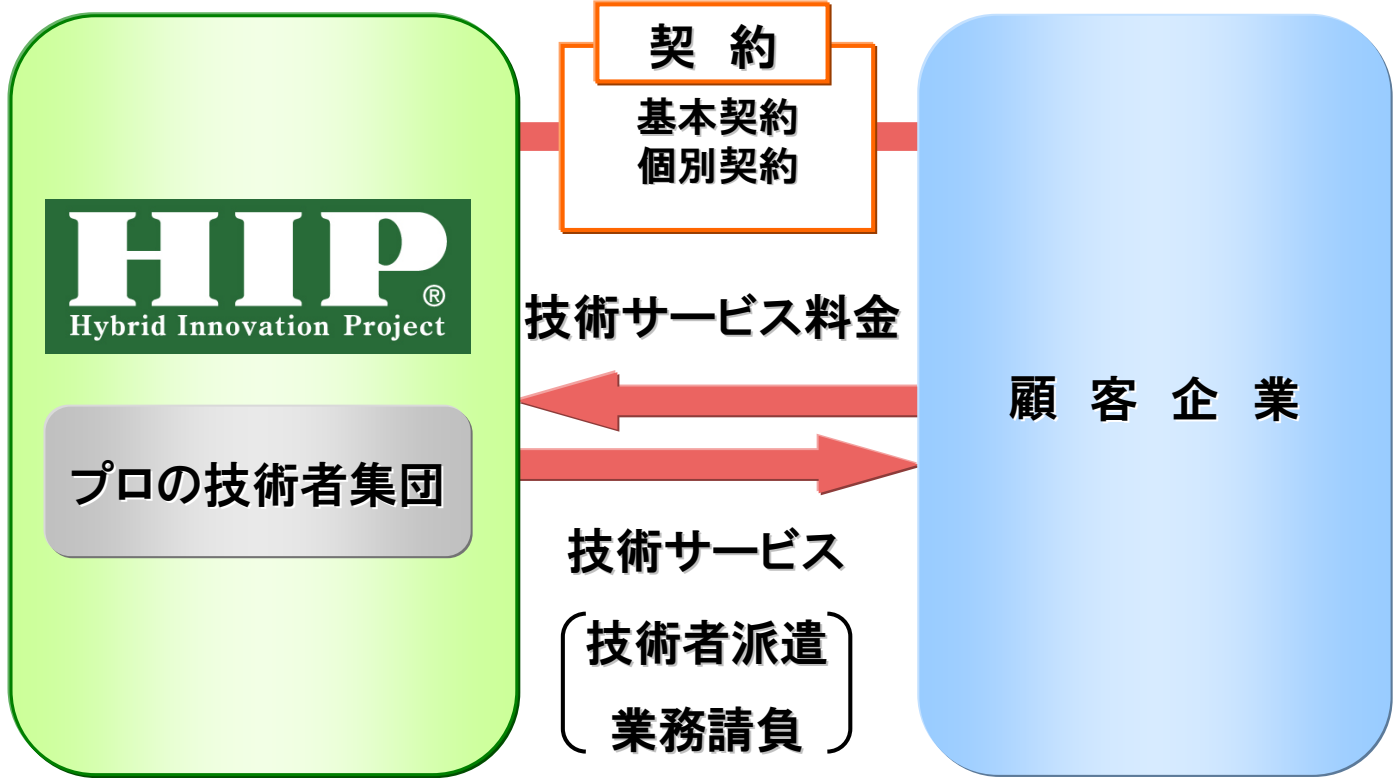 契 約
基本契約
個別契約
HIP®
Hybrid Innovation Project
技術サービス料金
顧 客 企 業
プロの技術者集団
技術サービス
技術者派遣
業務請負